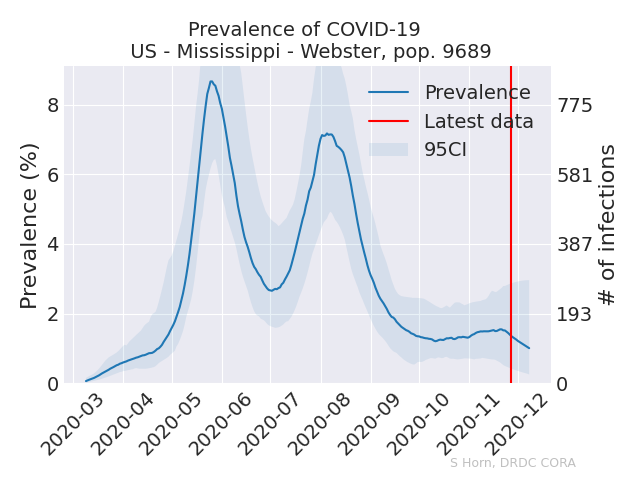 Prevalence of COVID-19
US - Mississippi - Webster, pop. 9689
Prevalence
Latest data
95CI
Prevalence (%)
8
6
4
2
0
775
581
387
193
0
# of infections
2020-03
2020-04
2020-05
2020-06
2020-07
2020-08
2020-09
2020-10
2020-11
2020-12
S Horn, DRDC CORA